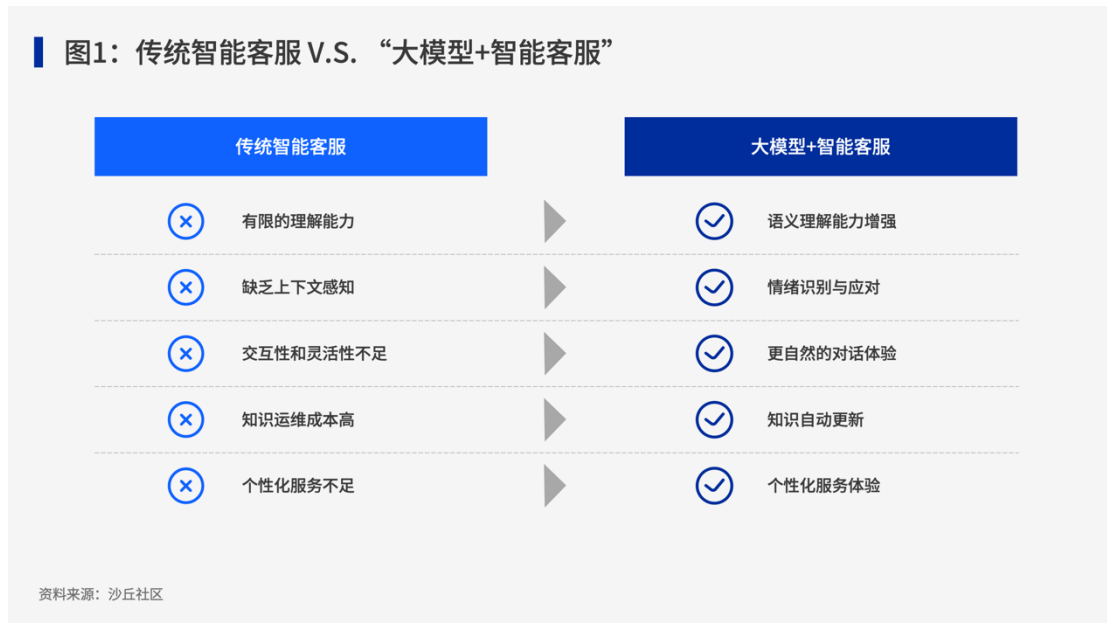 图1：传统智能客服 V.S. “大模型+智能客服”
传统智能客服
大模型+智能客服
有限的理解能力
语义理解能力增强
缺乏上下文感知
情绪识别与应对
交互性和灵活性不足
更自然的对话体验
知识运维成本高
知识自动更新
个性化服务不足
个性化服务体验
资料来源：沙丘社区